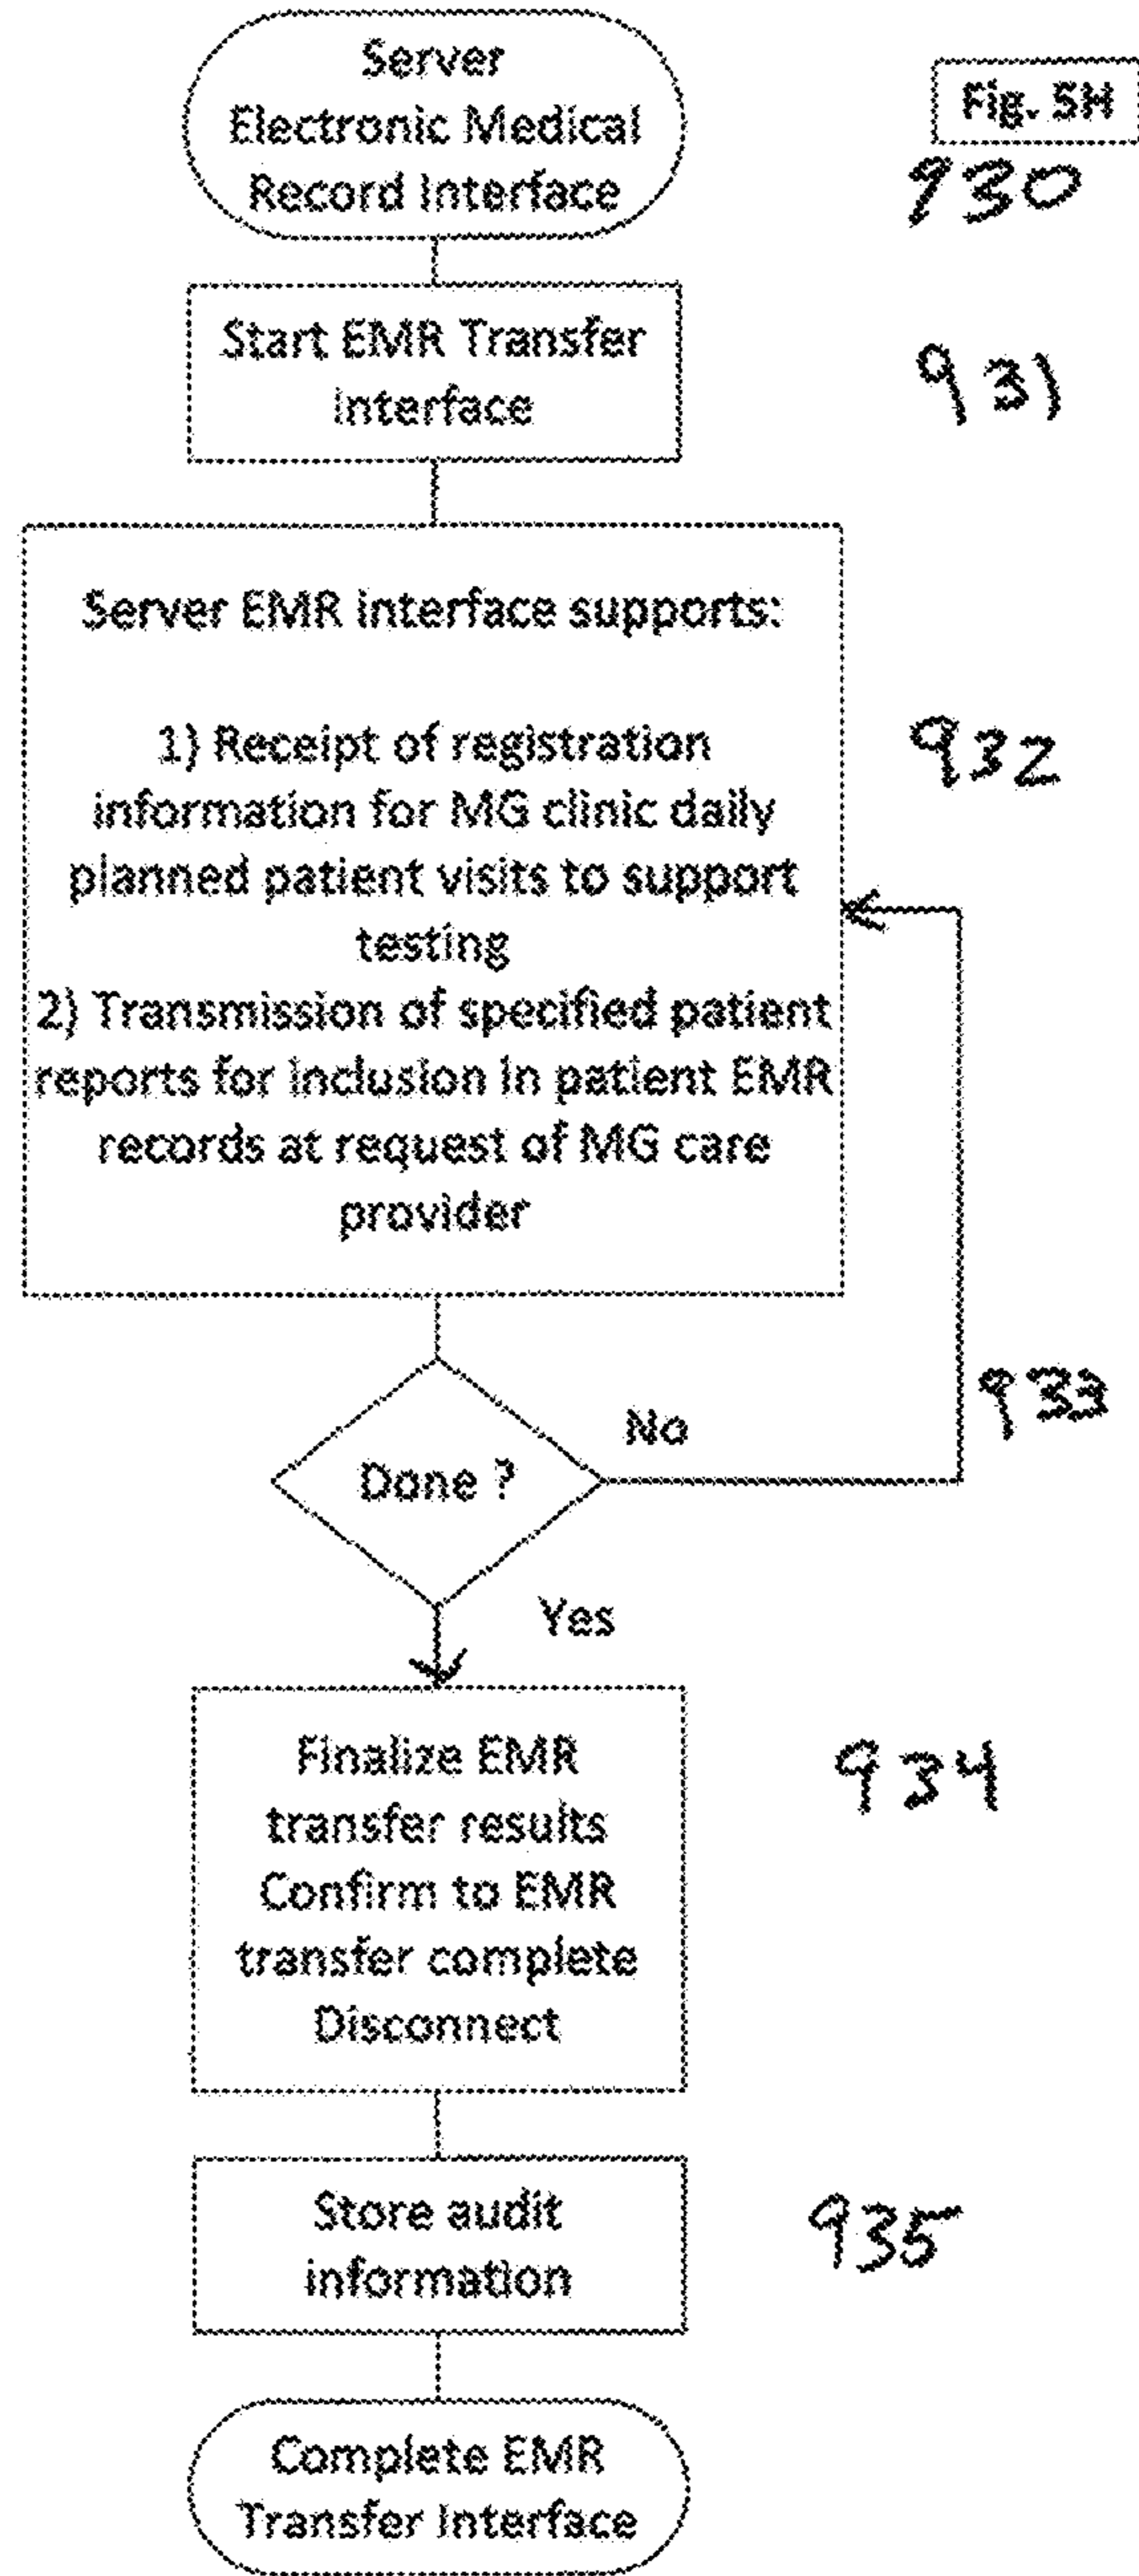 Server
Electronic Medical
Record Interface
Fig. 5H
930
Start EMR Transfer
Interface
931
Server EMR interface supports:
1) Receipt of registration
information for MG clinic daily
planned patient visits to support
testing
2) Transmission of specified patient
reports for inclusion in patient EMR
records at request of MG care
provider
932
Done ?
No
933
Yes
Finalize EMR
transfer results
Confirm to EMR
transfer complete
Disconnect
934
Store audit
information
935
Complete EMR
Transfer Interface